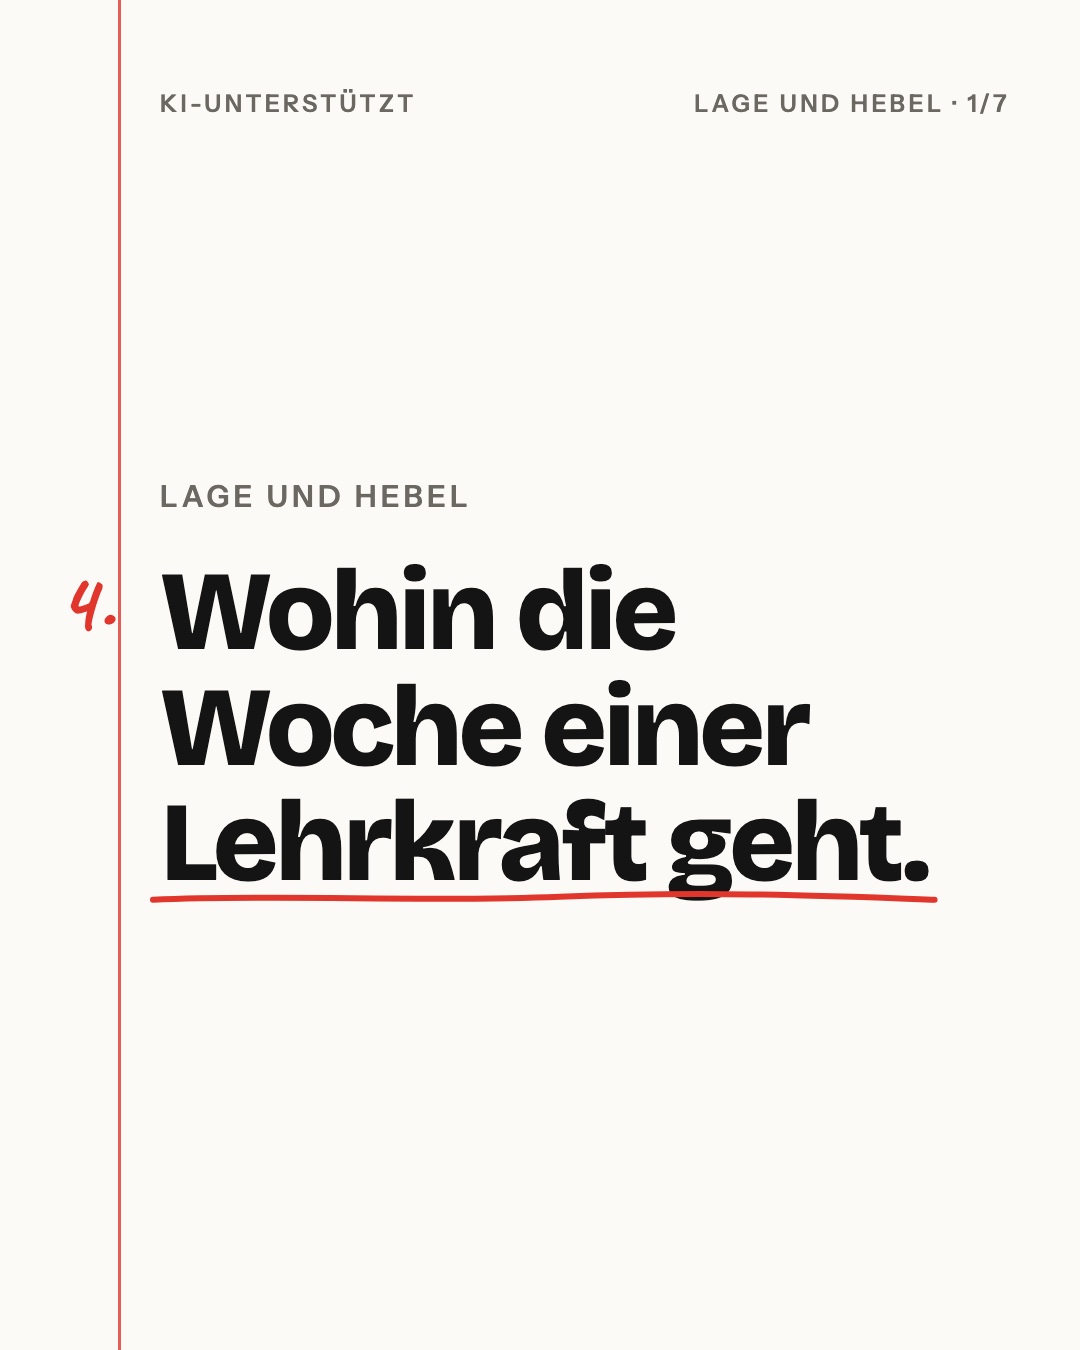 KI-UNTERSTÜTZT
LAGE UND HEBEL · 1/7
LAGE UND HEBEL
4.
Wohin die
Woche einer
Lehrkraft geht.